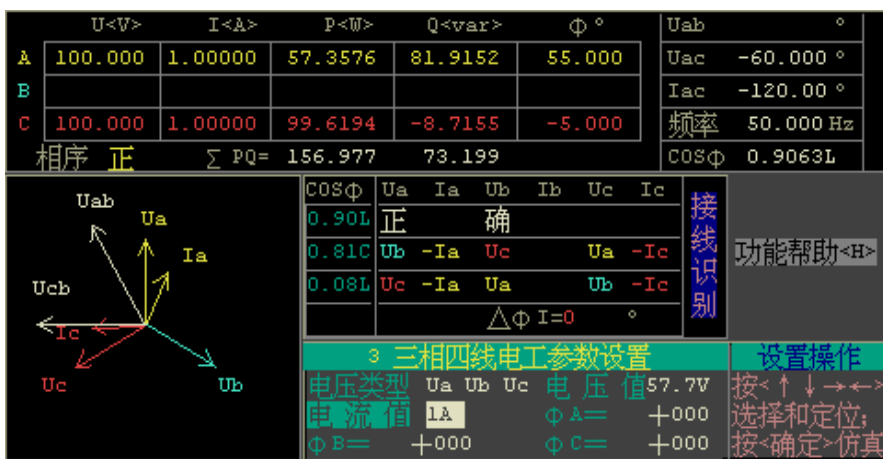 U<V> I<A> P<W> Q<var> Φ° Uab °
A 100.000 1.00000 57.3576 81.9152 55.000 Uac -60.000 °
B Iac -120.00 °
C 100.000 1.00000 99.6194 -8.7155 -5.000 频率 50.000 Hz
相序 正 ∑ PQ= 156.977 73.199 COSΦ 0.9063L
Uab
Ua
Ia
Ucb
Ic
Uc
Ub
COSΦ Ua Ia Ub Ib Uc Ic
0.90L 正 确
0.81C Ub -Ia Uc Ua -Ic
0.08L Uc -Ia Ua Ub -Ic
△Φ I=0 °
接线识别
功能帮助<H>
3 三相四线电工参数设置
电压类型 Ua Ub Uc 电 压 值 57.7V
电 流 值 1A ΦA== +000
ΦB== +000 ΦC== +000
设置操作
按<↑↓→←>
选择和定位;
按<确定>仿真